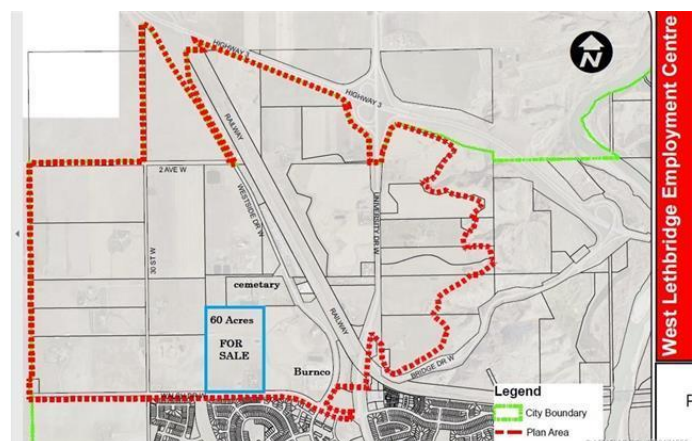 HIGHWAY 3
HIGHWAY 3
N
RAILWAY
2 AVE W
WESTSIDE DR W
UNIVERSITY DR W
30 ST W
cemetary
60 Acres
FOR
SALE
RAILWAY
Burnco
BRIDGE DR W
Legend
City Boundary
Plan Area
West Lethbridge Employment Centre
P